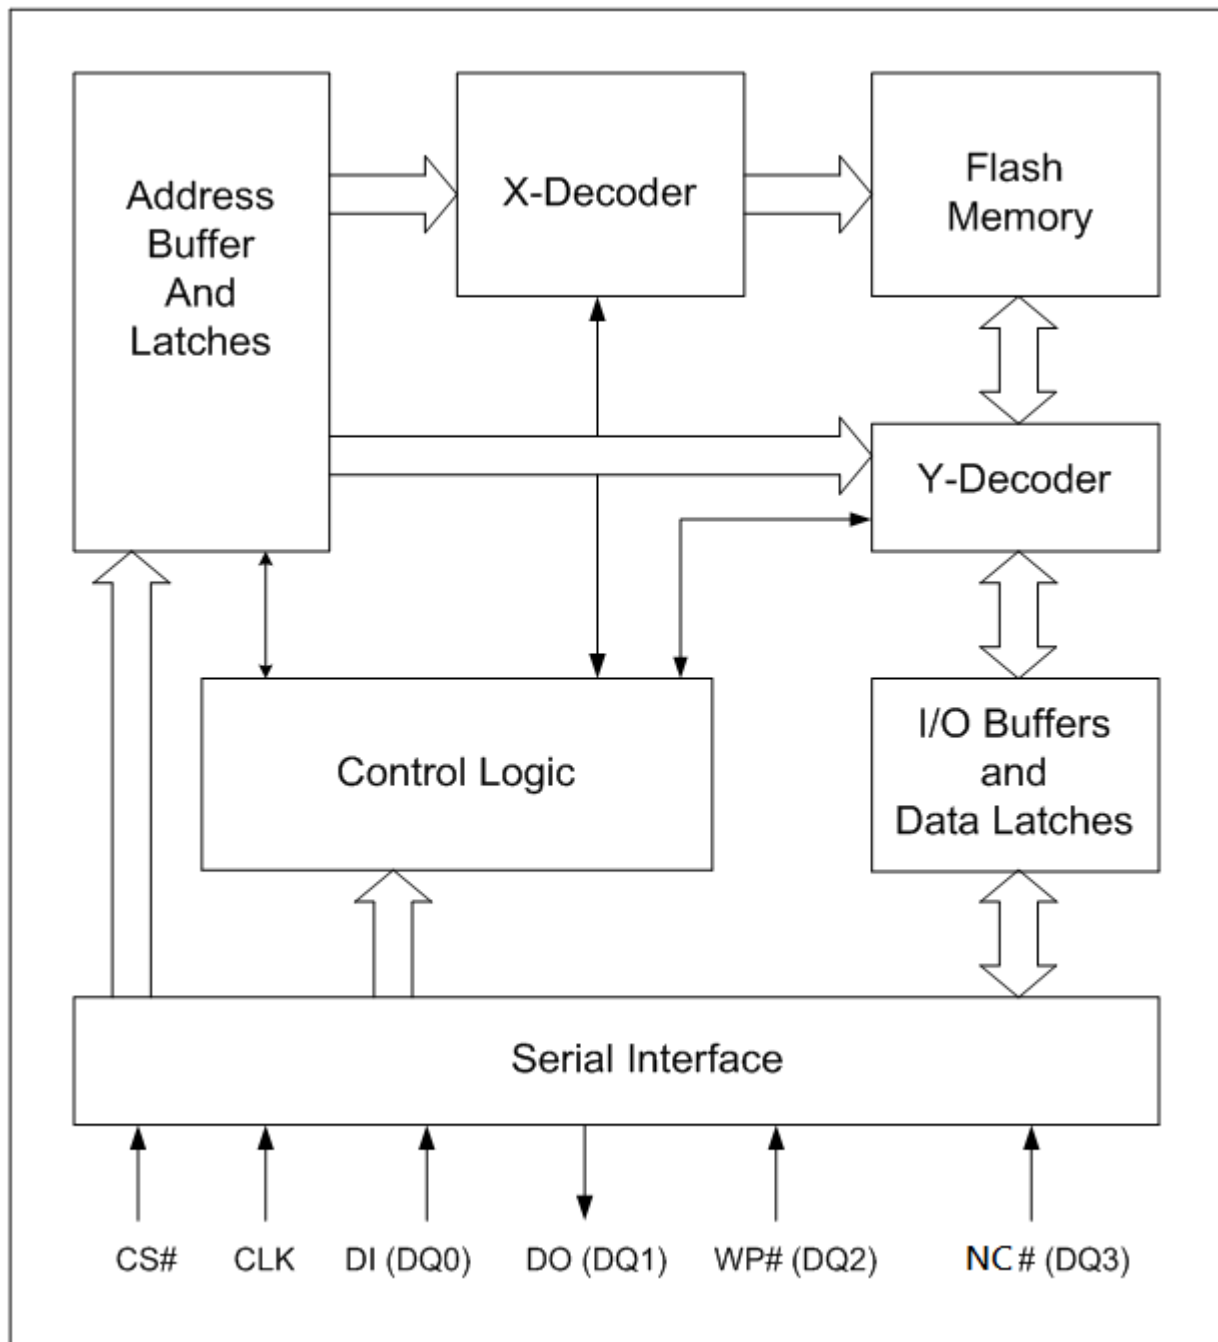 Address
Buffer
And
Latches
X-Decoder
Flash
Memory
Y-Decoder
Control Logic
I/O Buffers
and
Data Latches
Serial Interface
CS#
CLK
DI (DQ0)
DO (DQ1)
WP# (DQ2)
NC# (DQ3)